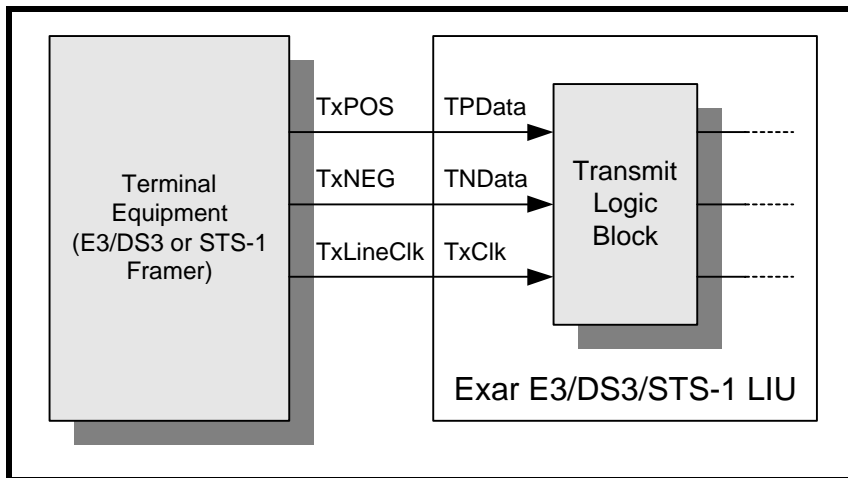 Terminal
Equipment
(E3/DS3 or STS-1
Framer)
TxPOS
TPData
TxNEG
TNData
TxLineClk
TxClk
Transmit
Logic
Block
Exar E3/DS3/STS-1 LIU